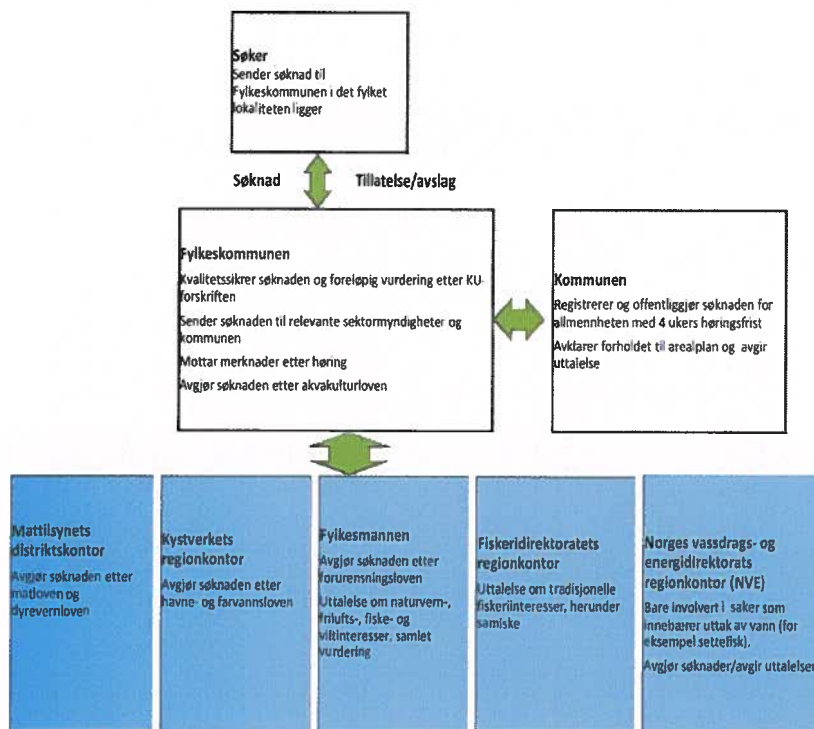 Søker
Sender søknad til
Fylkeskommunen i det fylket
lokaliteten ligger
Søknad
Tillatelse/avslag
Fylkeskommunen
Kvalitetssikrer søknaden og foreløpig vurdering etter KU-
forskriften
Sender søknaden til relevante sektormyndigheter og
kommunen
Mottar merknader etter høring
Avgjør søknaden etter akvakulturloven
Kommunen
Registrerer og offentliggjør søknaden for
allmennheten med 4 ukers høringsfrist
Avklarer forholdet til arealplan og avgir
uttalelse
Mattilsynets
distriktskontor
Avgjør søknaden etter
matloven og
dyrevernloven
Kystverkets
regionkontor
Avgjør søknaden etter
havne- og farvannsloven
Fylkesmannen
Avgjør søknaden etter
forurensningsloven
Uttalelse om naturvern-,
frilufts-, fiske- og
viltinteresser, samlet
vurdering
Fiskeridirektoratets
regionkontor
Uttalelse om tradisjonelle
fiskeriinteresser, herunder
samiske
Norges vassdrags- og
energidirektorats
regionkontor (NVE)
Bare involvert i saker som
innebærer uttak av vann (for
eksempel settefisk).
Avgjør søknader/avgir uttalelser